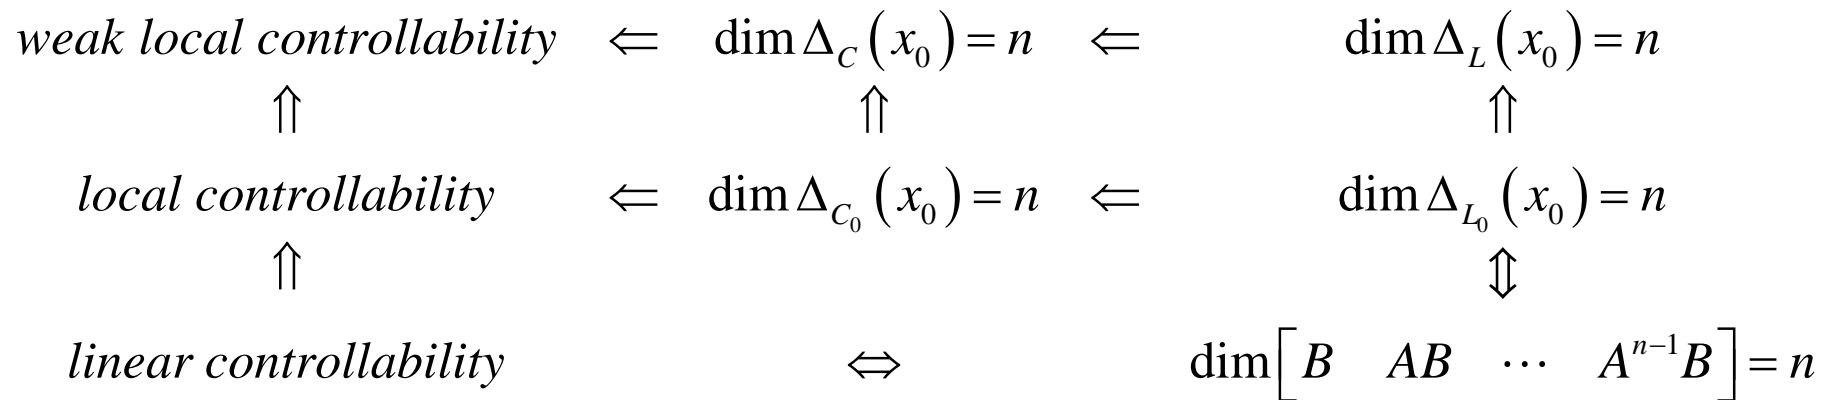 weak local controllability ⇐ dim Δ_C (x_0) = n ⇐ dim Δ_L (x_0) = n
⇑ ⇑ ⇑
local controllability ⇐ dim Δ_{C_0} (x_0) = n ⇐ dim Δ_{L_0} (x_0) = n
⇑ ⇕
linear controllability ⇔ dim [B AB ⋯ A^{n−1}B] = n